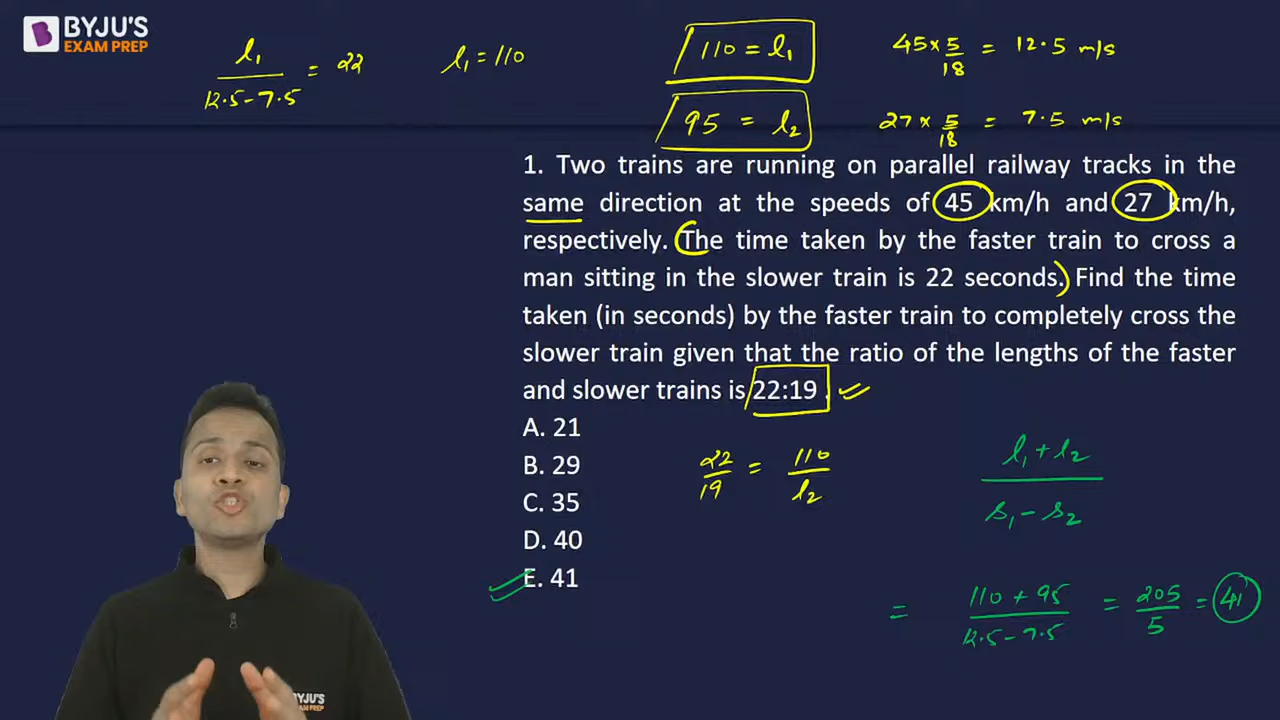 BYJU'S
EXAM PREP
l₁/(12.5-7.5) = 22
l₁ = 110
110 = l₁
95 = l₂
45 × 5/18 = 12.5 m/s
27 × 5/18 = 7.5 m/s
1. Two trains are running on parallel railway tracks in the
same direction at the speeds of 45 km/h and 27 km/h,
respectively. The time taken by the faster train to cross a
man sitting in the slower train is 22 seconds. Find the time
taken (in seconds) by the faster train to completely cross the
slower train given that the ratio of the lengths of the faster
and slower trains is 22:19.
A. 21
B. 29
C. 35
D. 40
E. 41
22/19 = 110/l₂
l₁ + l₂
s₁ - s₂
= (110 + 95)/(12.5-7.5) = 205/5 = 41
BYJU'S
EXAM PREP